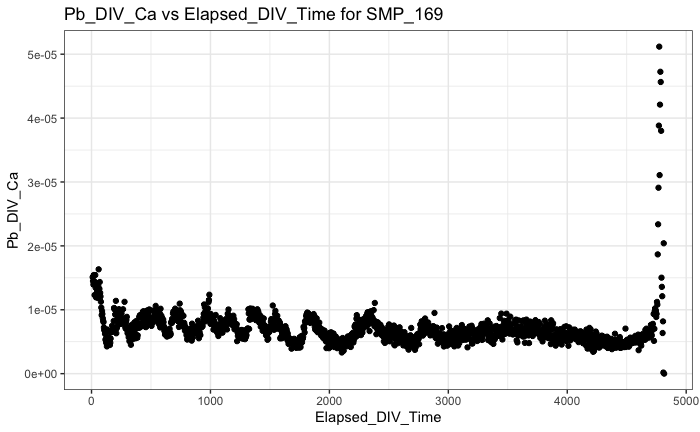 Pb_DIV_Ca vs Elapsed_DIV_Time for SMP_169
5e-05
4e-05
3e-05
2e-05
1e-05
0e+00
Pb_DIV_Ca
0 1000 2000 3000 4000 5000
Elapsed_DIV_Time